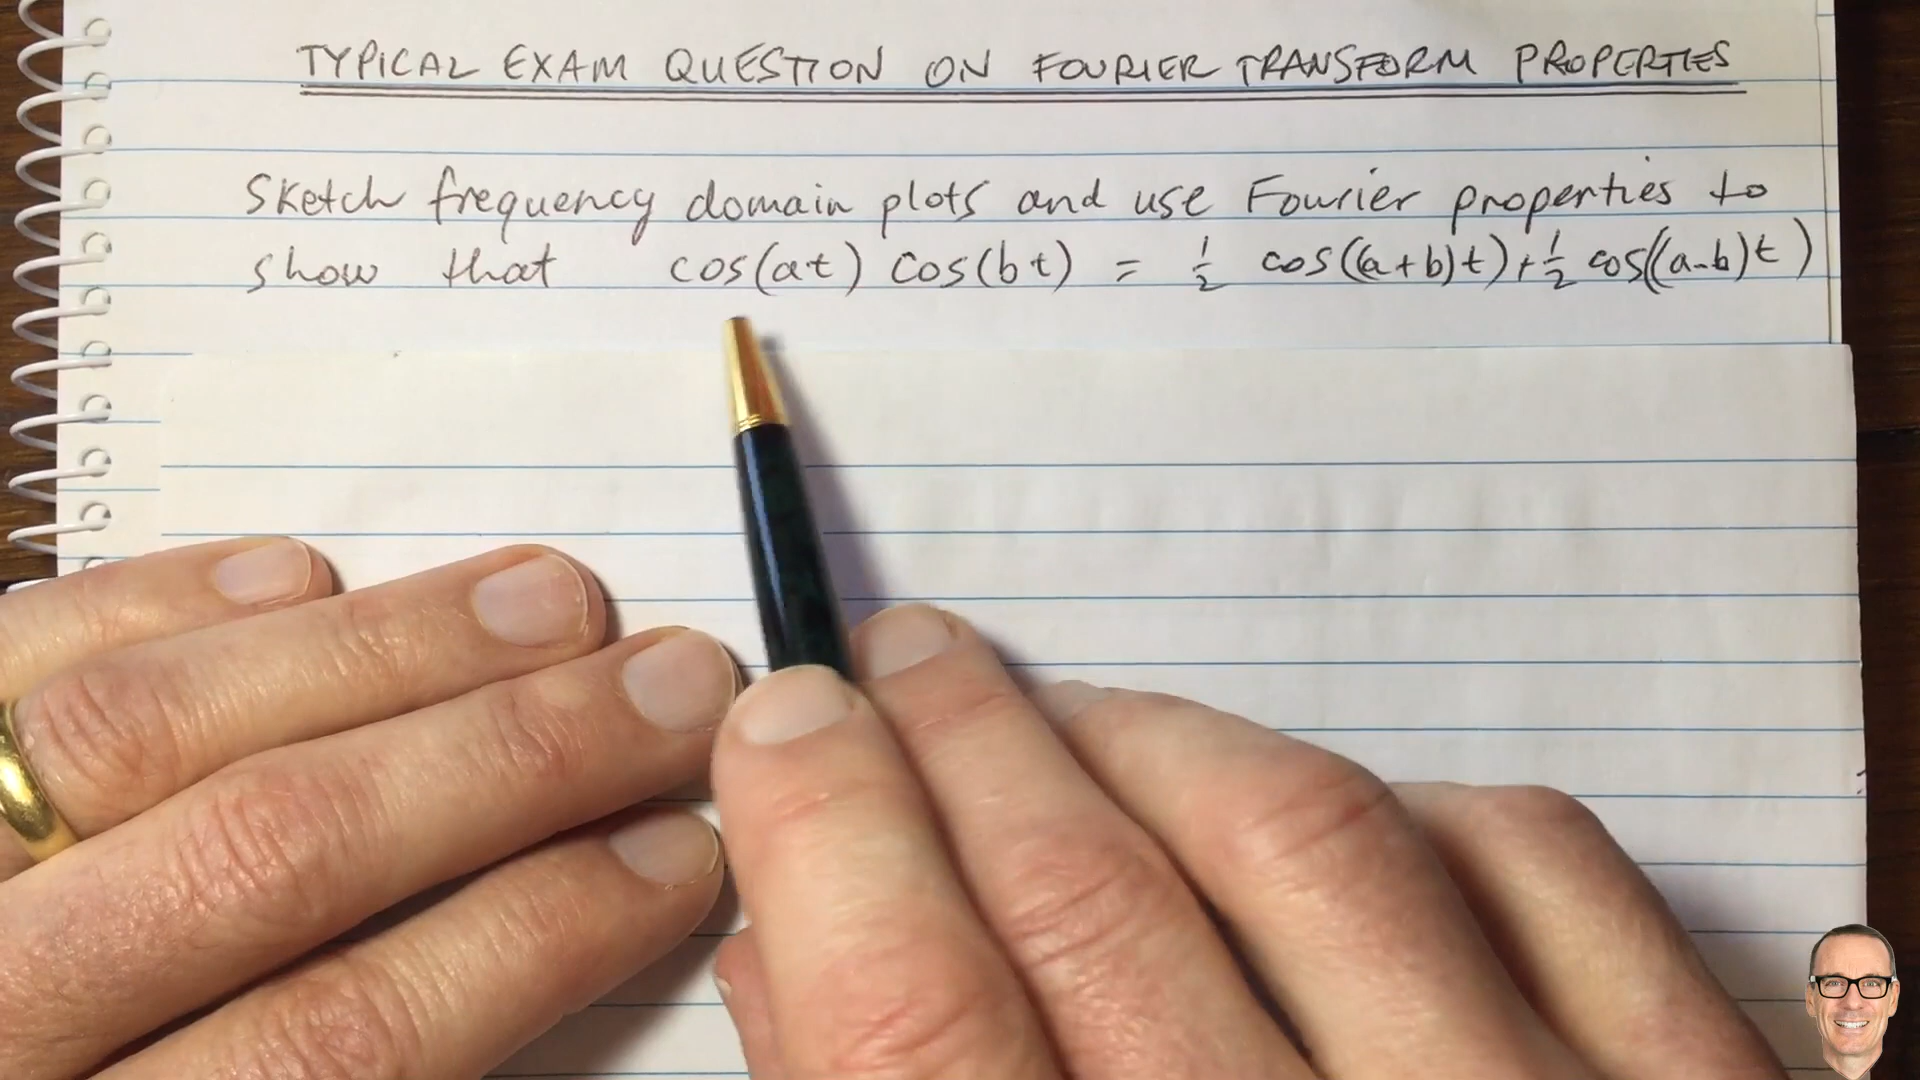 TYPICAL EXAM QUESTION ON FOURIER TRANSFORM PROPERTIES
Sketch frequency domain plots and use Fourier properties to
show that cos(at) cos(bt) = ½ cos((a+b)t)+½ cos((a-b)t)